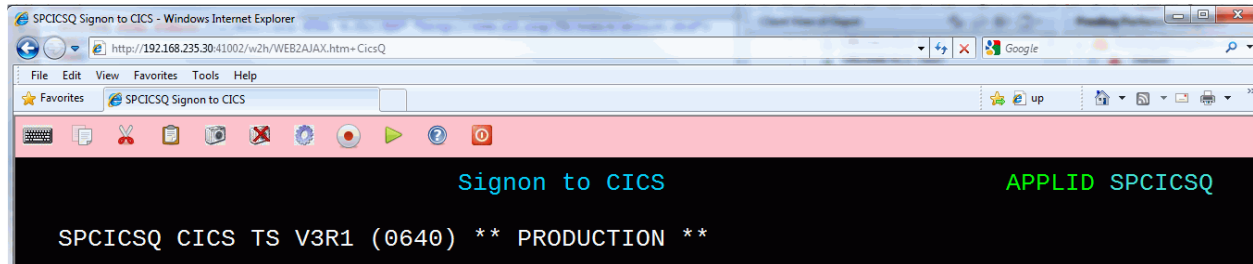 SPCICSQ Signon to CICS - Windows Internet Explorer
http://192.168.235.30:41002/w2h/WEB2AJAX.htm+CicsQ
Google
File Edit View Favorites Tools Help
Favorites SPCICSQ Signon to CICS up
Signon to CICS APPLID SPCICSQ
SPCICSQ CICS TS V3R1 (0640) ** PRODUCTION **